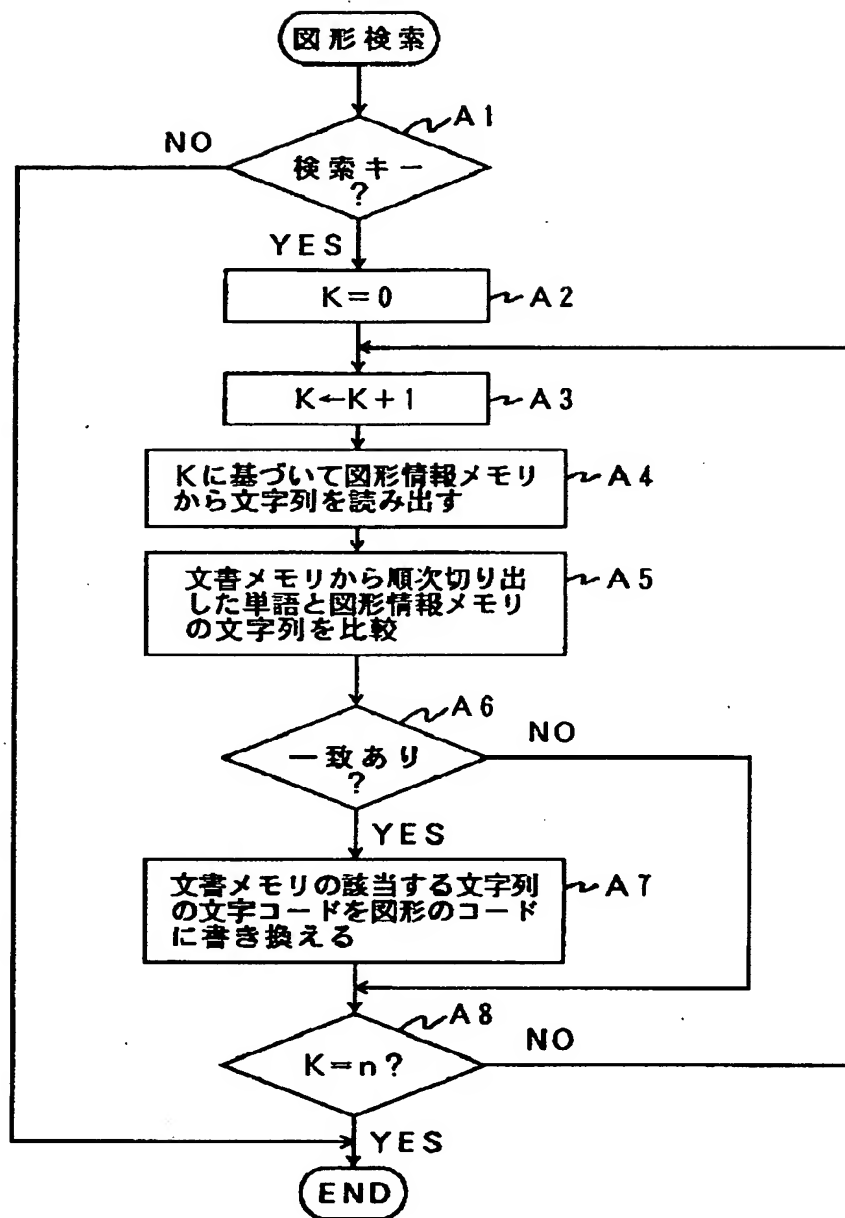 図形検索
A1
NO
検索キー
?
YES
K=0
A2
K←K+1
A3
Kに基づいて図形情報メモリ
から文字列を読み出す
A4
文書メモリから順次切り出
した単語と図形情報メモリ
の文字列を比較
A5
A6
一致あり
?
NO
YES
文書メモリの該当する文字列
の文字コードを図形のコード
に書き換える
A7
A8
K=n?
NO
YES
END